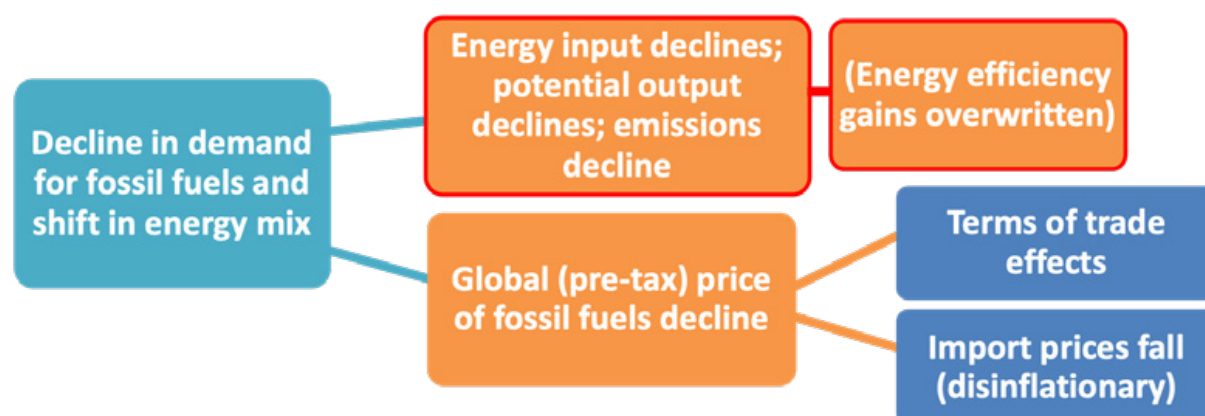 Decline in demand
for fossil fuels and
shift in energy mix
Energy input declines;
potential output
declines; emissions
decline
(Energy efficiency
gains overwritten)
Global (pre-tax) price
of fossil fuels decline
Terms of trade
effects
Import prices fall
(disinflationary)